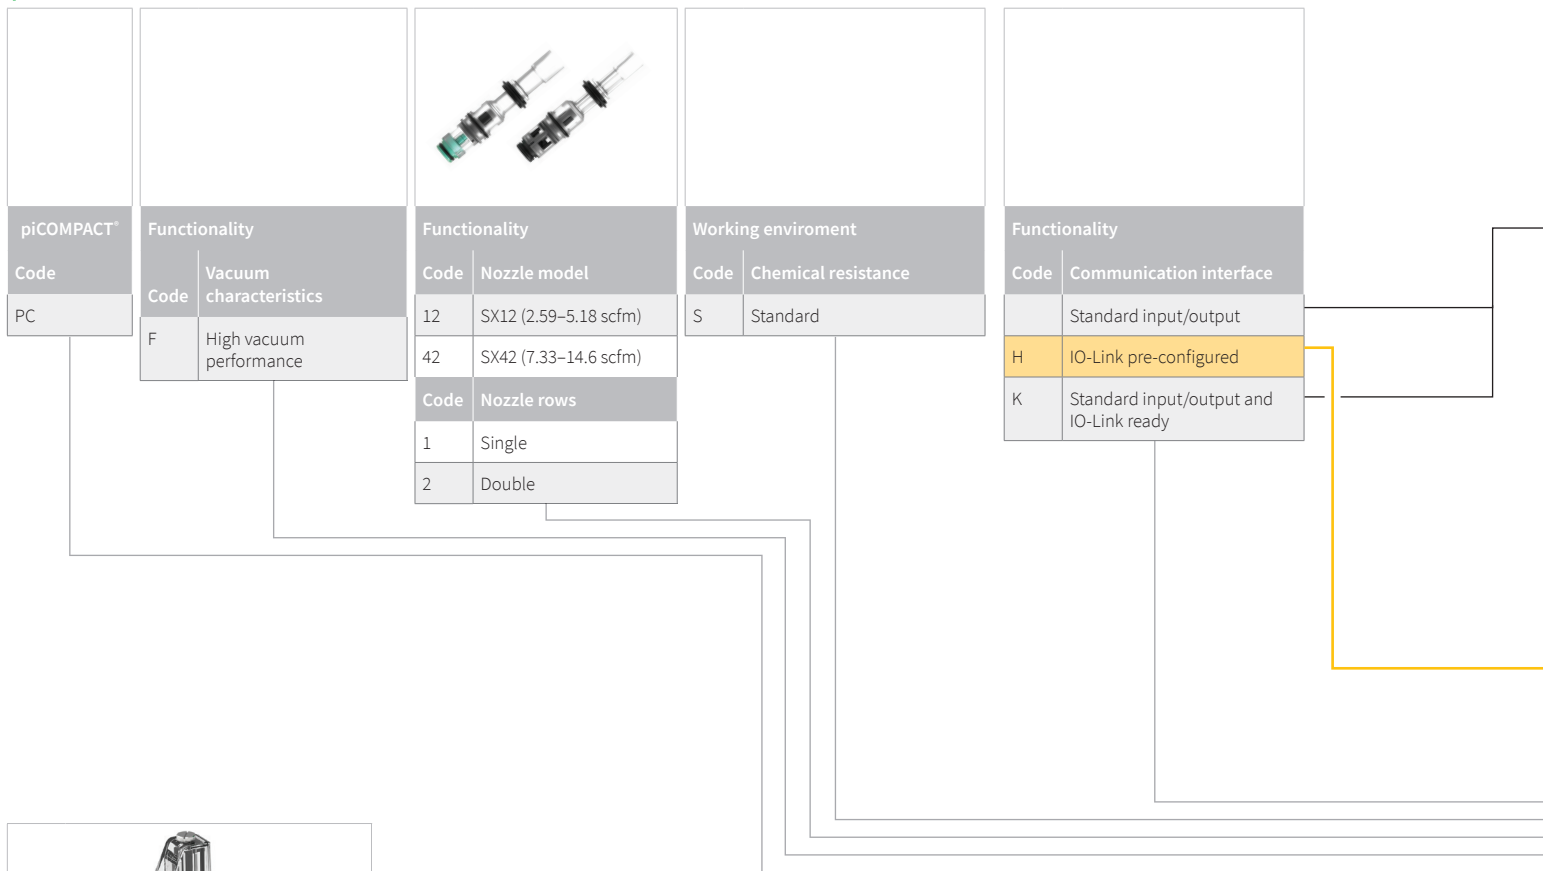 piCOMPACT®
Code
PC
Functionality
Code
Vacuum
characteristics
F
High vacuum
performance
Functionality
Code Nozzle model
12 SX12 (2.59–5.18 scfm)
42 SX42 (7.33–14.6 scfm)
Code Nozzle rows
1 Single
2 Double
Working enviroment
Code Chemical resistance
S Standard
Functionality
Code Communication interface
Standard input/output
H IO-Link pre-configured
K Standard input/output and
IO-Link ready